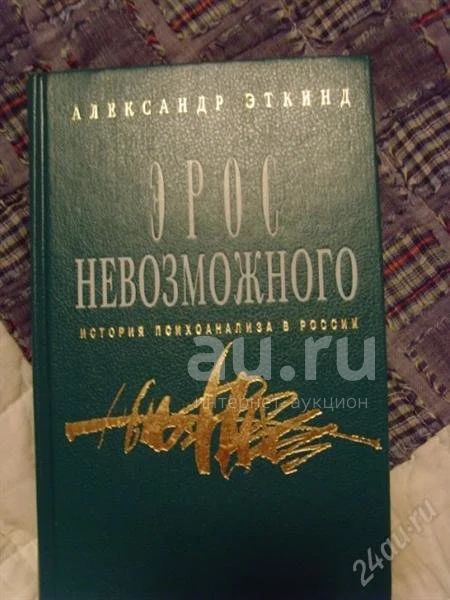 АЛЕКСАНДР ЭТКИНД
ЭРОС
НЕВОЗМОЖНОГО
ИСТОРИЯ ПСИХОАНАЛИЗА В РОССИИ
au.ru
интернет-аукцион
24au.ru